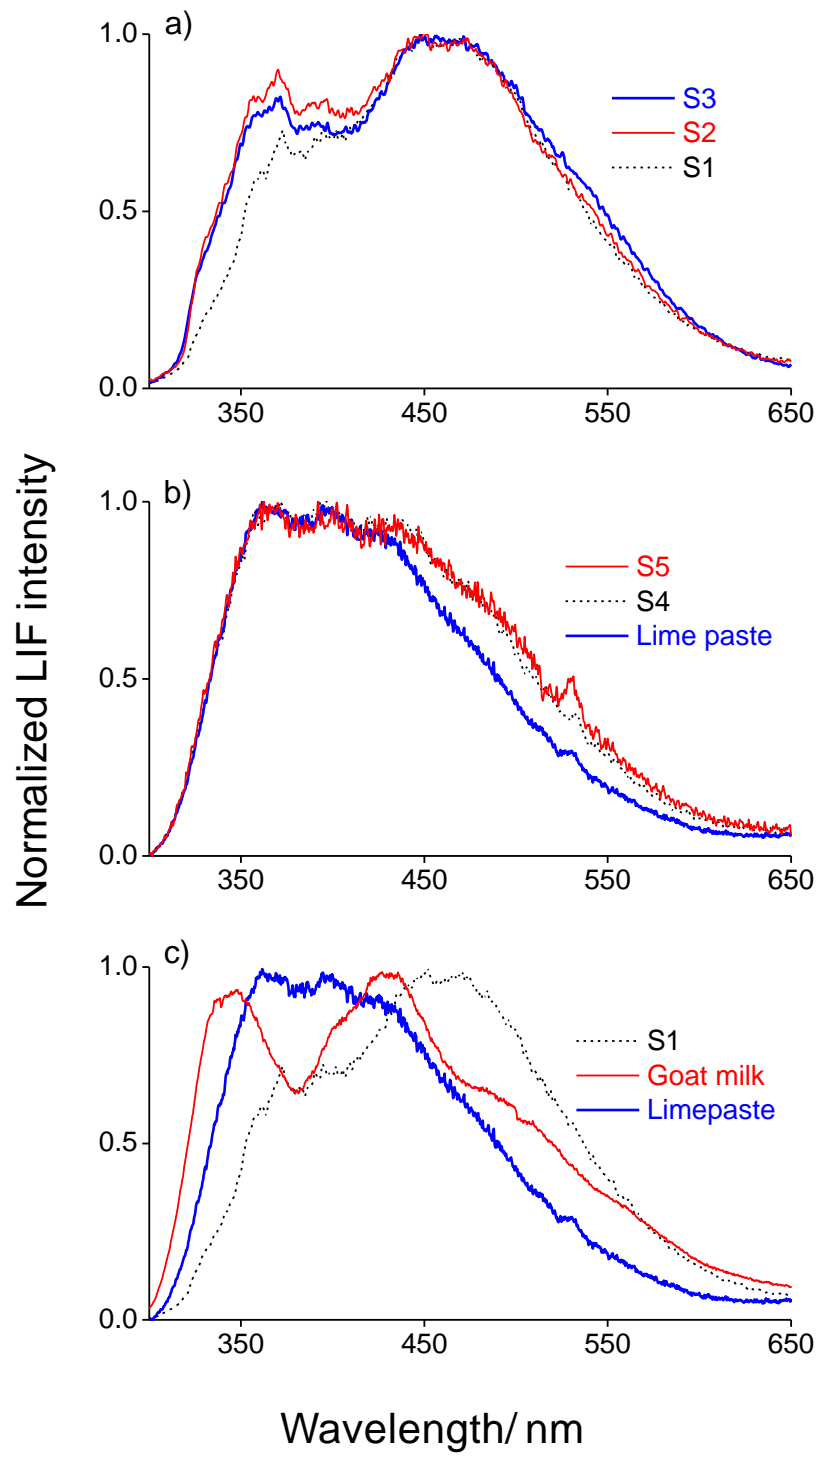 a)
1.0
0.5
0.0
350 450 550 650
S3
S2
S1
b)
1.0
0.5
0.0
350 450 550 650
S5
S4
Lime paste
c)
1.0
0.5
0.0
350 450 550 650
S1
Goat milk
Limepaste
Normalized LIF intensity
Wavelength/ nm